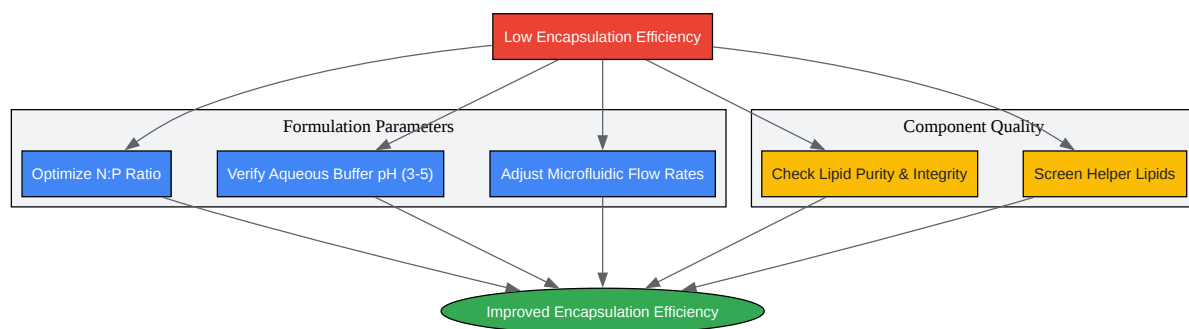 Low Encapsulation Efficiency
Formulation Parameters
Component Quality
Optimize N:P Ratio
Verify Aqueous Buffer pH (3-5)
Adjust Microfluidic Flow Rates
Check Lipid Purity & Integrity
Screen Helper Lipids
Improved Encapsulation Efficiency